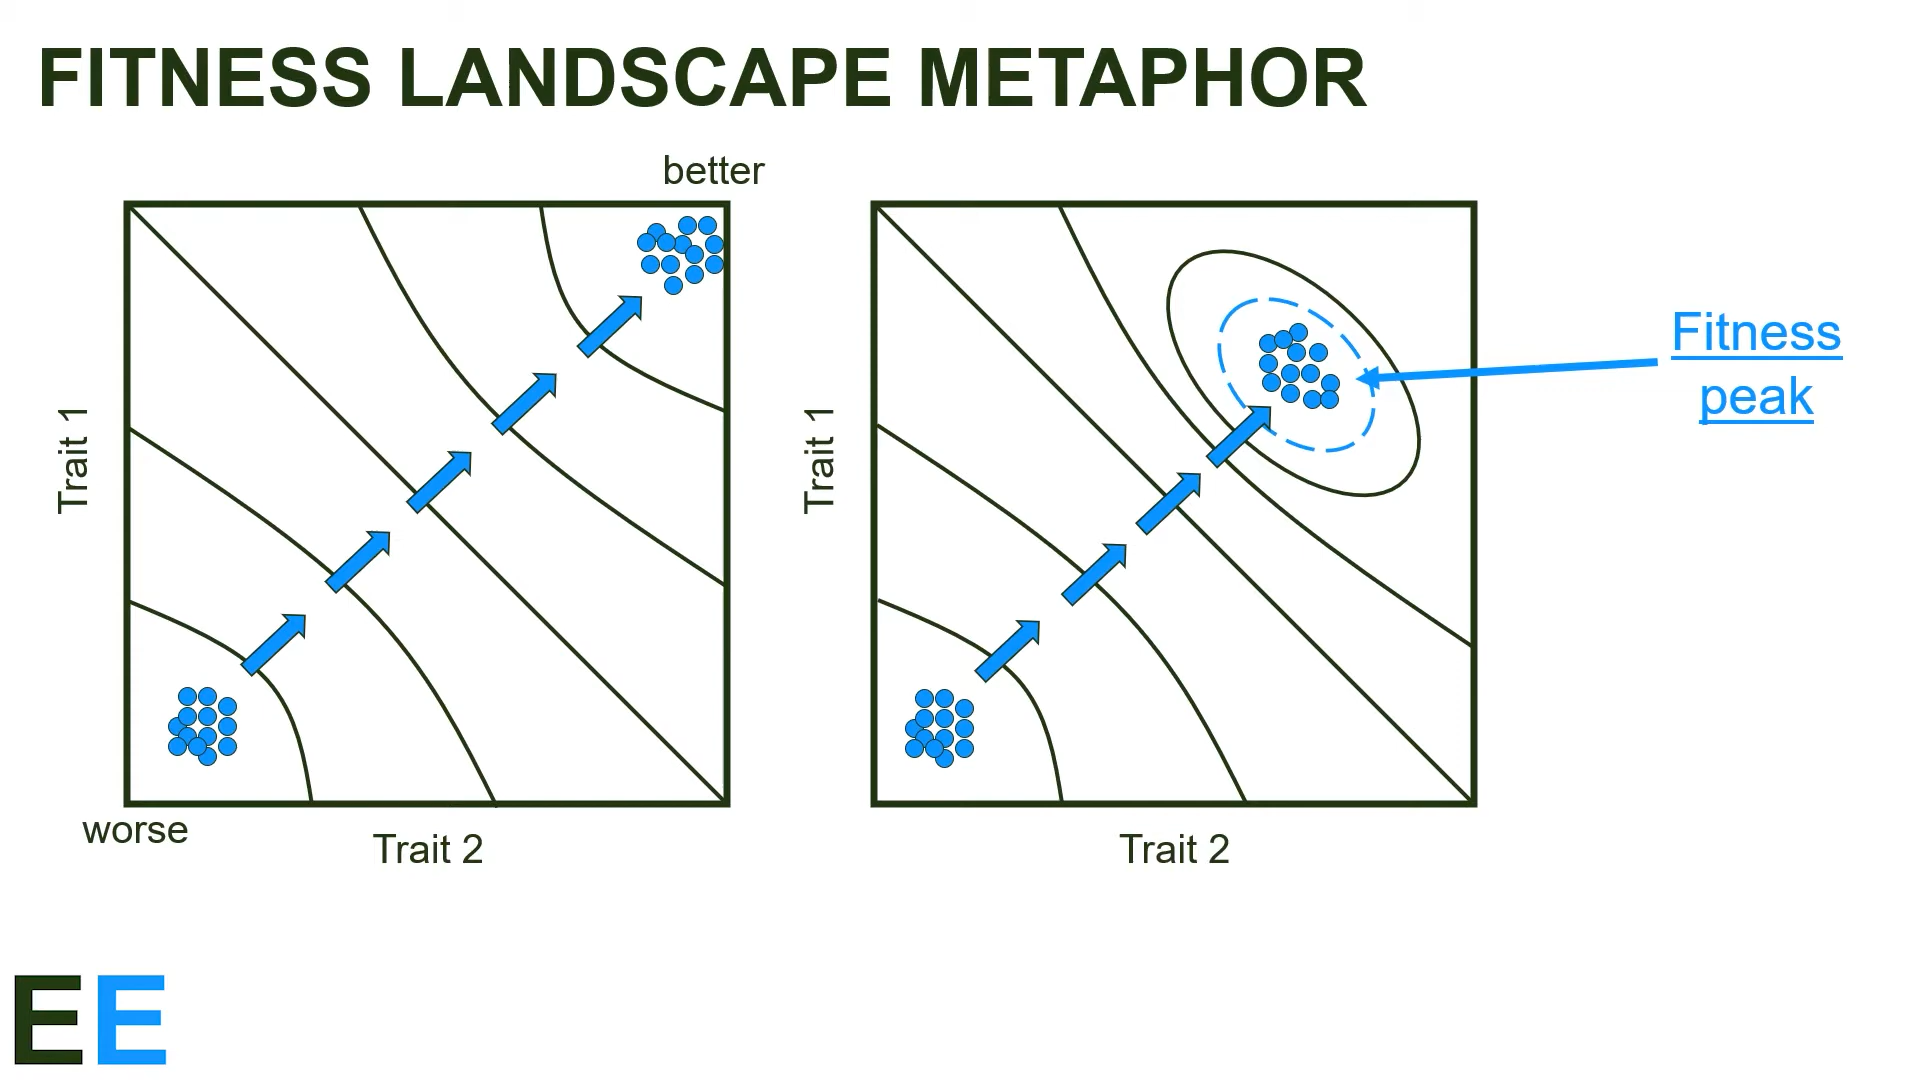 FITNESS LANDSCAPE METAPHOR
better
Trait 1
worse
Trait 2
Trait 1
Trait 2
Fitness
peak
EE